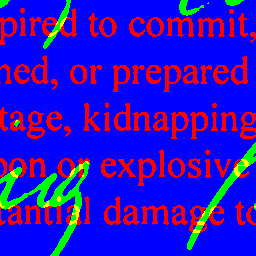 pired to commit,
ned, or prepared
tage, kidnapping
pon or explosive
tantial damage to